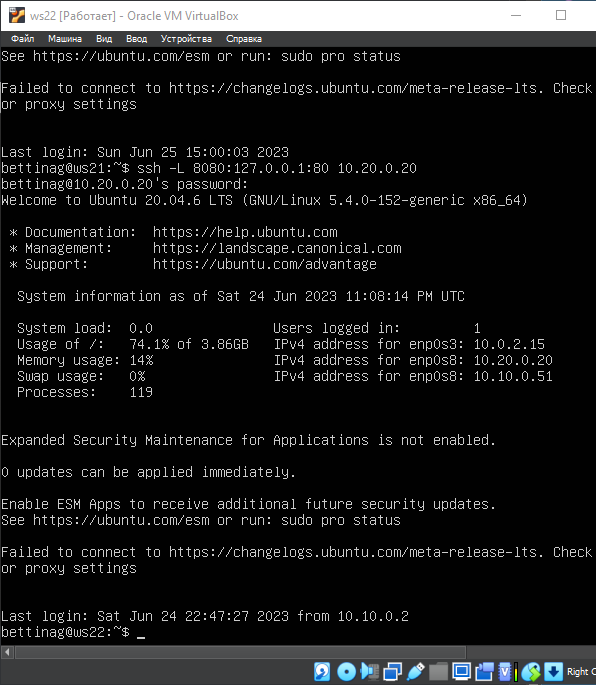 ws22 [Работает] - Oracle VM VirtualBox
Файл Машина Вид Ввод Устройства Справка
See https://ubuntu.com/esm or run: sudo pro status
Failed to connect to https://changelogs.ubuntu.com/meta-release-lts. Check
or proxy settings
Last login: Sun Jun 25 15:00:03 2023
bettinag@ws21:~$ ssh -L 8080:127.0.0.1:80 10.20.0.20
bettinag@10.20.0.20's password:
Welcome to Ubuntu 20.04.6 LTS (GNU/Linux 5.4.0-152-generic x86_64)
* Documentation: https://help.ubuntu.com
* Management: https://landscape.canonical.com
* Support: https://ubuntu.com/advantage
System information as of Sat 24 Jun 2023 11:08:14 PM UTC
System load: 0.0 Users logged in: 1
Usage of /: 74.1% of 3.86GB IPv4 address for enp0s3: 10.0.2.15
Memory usage: 14% IPv4 address for enp0s8: 10.20.0.20
Swap usage: 0% IPv4 address for enp0s8: 10.10.0.51
Processes: 119
Expanded Security Maintenance for Applications is not enabled.
0 updates can be applied immediately.
Enable ESM Apps to receive additional future security updates.
See https://ubuntu.com/esm or run: sudo pro status
Failed to connect to https://changelogs.ubuntu.com/meta-release-lts. Check
or proxy settings
Last login: Sat Jun 24 22:47:27 2023 from 10.10.0.2
bettinag@ws22:~$ _
Right C